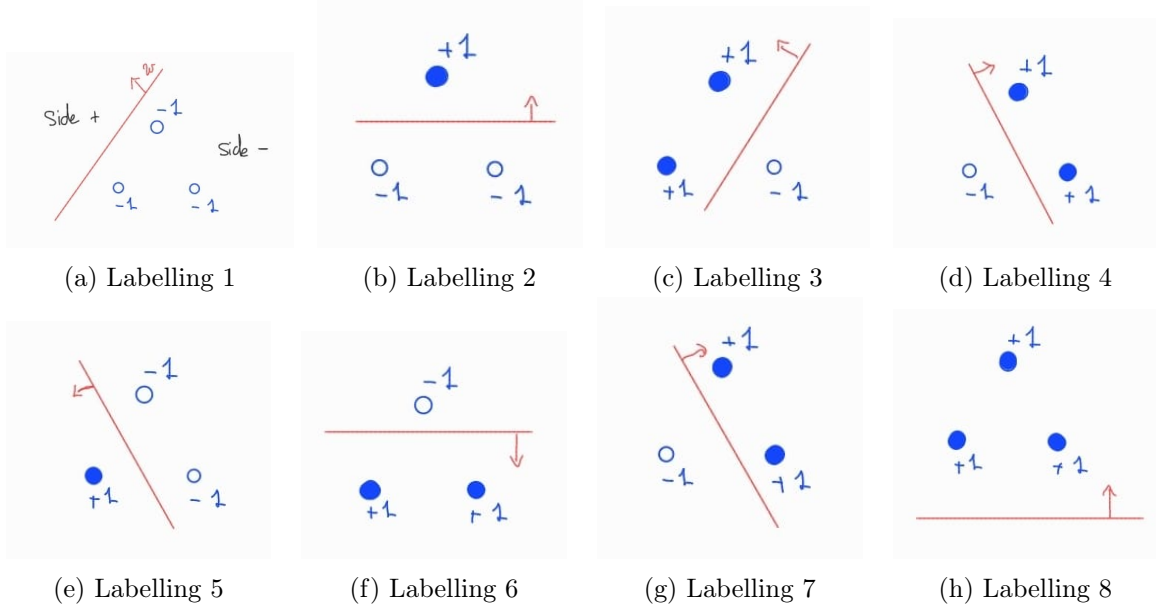 w
side +
-1
side -
-1
-1
+1
-1
-1
+1
+1
-1
+1
-1
+1
(a) Labelling 1
(b) Labelling 2
(c) Labelling 3
(d) Labelling 4
-1
+1
-1
-1
+1
+1
+1
-1
+1
+1
+1
+1
(e) Labelling 5
(f) Labelling 6
(g) Labelling 7
(h) Labelling 8